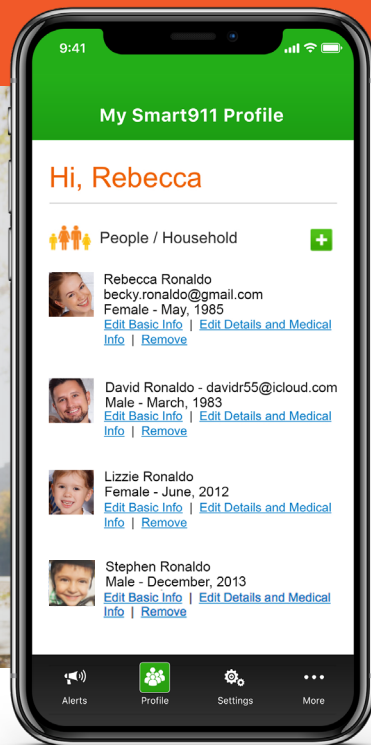 9:41
My Smart911 Profile
Hi, Rebecca
People / Household
Rebecca Ronaldo
becky.ronaldo@gmail.com
Female - May, 1985
Edit Basic Info | Edit Details and Medical
Info | Remove
David Ronaldo - davidr55@icloud.com
Male - March, 1983
Edit Basic Info | Edit Details and Medical
Info | Remove
Lizzie Ronaldo
Female - June, 2012
Edit Basic Info | Edit Details and Medical
Info | Remove
Stephen Ronaldo
Male - December, 2013
Edit Basic Info | Edit Details and Medical
Info | Remove
Alerts Profile Settings More